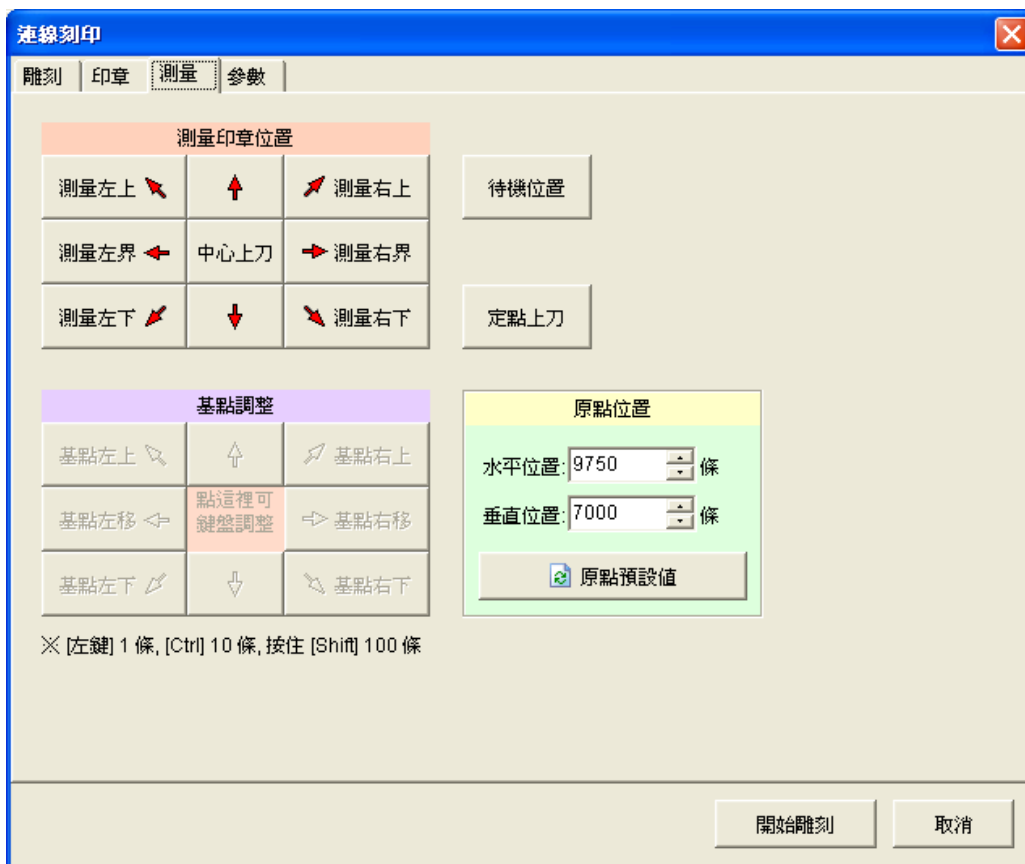 連線刻印
雕刻 印章 測量 參數
測量印章位置
測量左上 測量右上 待機位置
測量左界 中心上刀 測量右界
測量左下 測量右下 定點上刀
基點調整 原點位置
基點左上 基點右上
水平位置: 9750 條
基點左移 點這裡可 基點右移
鍵盤調整
垂直位置: 7000 條
基點左下 基點右下
原點預設值
※ [左鍵] 1 條, [Ctrl] 10 條, 按住 [Shift] 100 條
開始雕刻 取消